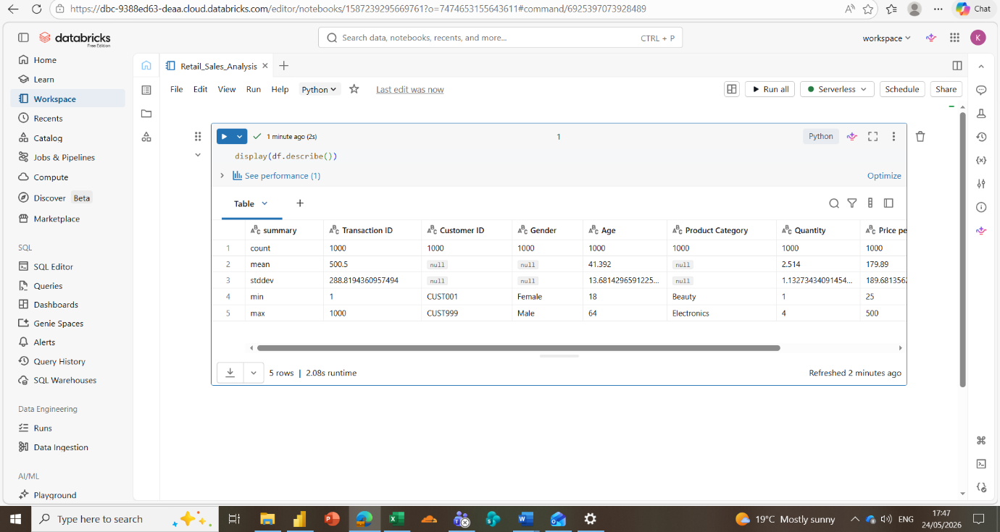 https://dbc-9388ed63-deaa.cloud.databricks.com/editor/notebooks/1587239295669761?o=7474653155643611#command/6925397073928489
Chat
databricks
Free Edition
Search data, notebooks, recents, and more...
CTRL + P
workspace
K
Home
Learn
Workspace
Recents
Catalog
Jobs & Pipelines
Compute
Discover Beta
Marketplace
SQL
SQL Editor
Queries
Dashboards
Genie Spaces
Alerts
Query History
SQL Warehouses
Data Engineering
Runs
Data Ingestion
AI/ML
Playground
Retail_Sales_Analysis
File Edit View Run Help Python Last edit was now
Run all Serverless Schedule Share
1 minute ago (2s) 1 Python
display(df.describe())
See performance (1) Optimize
Table
summary Transaction ID Customer ID Gender Age Product Category Quantity Price pe
1 count 1000 1000 1000 1000 1000 1000 1000
2 mean 500.5 null null 41.392 null 2.514 179.89
3 stddev 288.8194360957494 null null 13.6814296591225... null 1.13273434091454... 189.681356
4 min 1 CUST001 Female 18 Beauty 1 25
5 max 1000 CUST999 Male 64 Electronics 4 500
5 rows | 2.08s runtime Refreshed 2 minutes ago
Type here to search
19°C Mostly sunny
ENG
17:47
24/05/2026